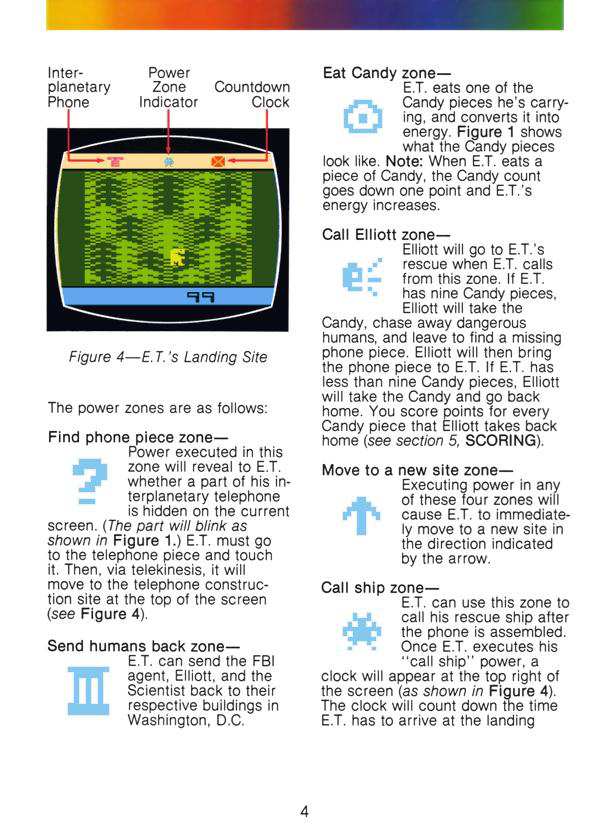 Inter-
planetary
Phone
Power
Zone
Indicator
Countdown
Clock
99
Figure 4—E.T.'s Landing Site
The power zones are as follows:
Find phone piece zone—
Power executed in this
zone will reveal to E.T.
whether a part of his in-
terplanetary telephone
is hidden on the current
screen. (The part will blink as
shown in Figure 1.) E.T. must go
to the telephone piece and touch
it. Then, via telekinesis, it will
move to the telephone construc-
tion site at the top of the screen
(see Figure 4).
Send humans back zone—
E.T. can send the FBI
agent, Elliott, and the
Scientist back to their
respective buildings in
Washington, D.C.
Eat Candy zone—
E.T. eats one of the
Candy pieces he's carry-
ing, and converts it into
energy. Figure 1 shows
what the Candy pieces
look like. Note: When E.T. eats a
piece of Candy, the Candy count
goes down one point and E.T.'s
energy increases.
Call Elliott zone—
Elliott will go to E.T.'s
rescue when E.T. calls
from this zone. If E.T.
has nine Candy pieces,
Elliott will take the
Candy, chase away dangerous
humans, and leave to find a missing
phone piece. Elliott will then bring
the phone piece to E.T. If E.T. has
less than nine Candy pieces, Elliott
will take the Candy and go back
home. You score points for every
Candy piece that Elliott takes back
home (see section 5, SCORING).
Move to a new site zone—
Executing power in any
of these four zones will
cause E.T. to immediate-
ly move to a new site in
the direction indicated
by the arrow.
Call ship zone—
E.T. can use this zone to
call his rescue ship after
the phone is assembled.
Once E.T. executes his
"call ship" power, a
clock will appear at the top right of
the screen (as shown in Figure 4).
The clock will count down the time
E.T. has to arrive at the landing
4